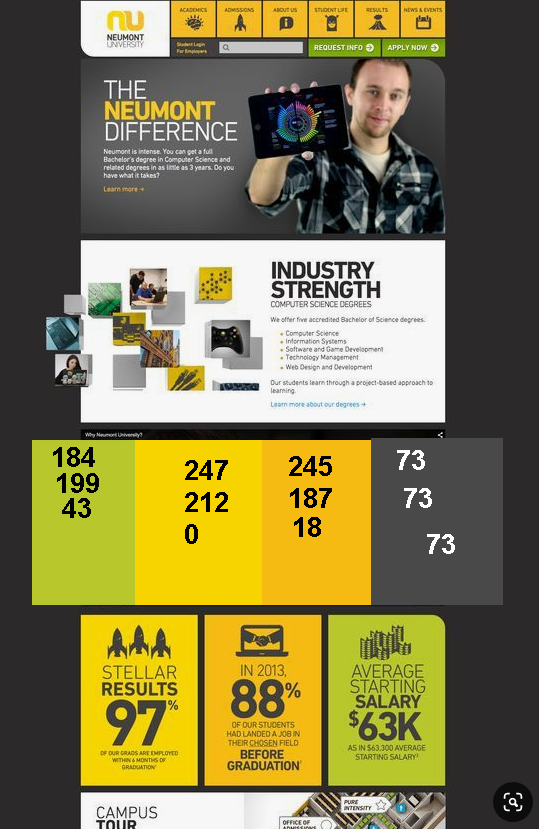 NEUMONT
UNIVERSITY
ACADEMICS
ADMISSIONS
ABOUT US
STUDENT LIFE
RESULTS
NEWS & EVENTS
Student Login
For Employers
REQUEST INFO
APPLY NOW
THE
NEUMONT
DIFFERENCE
Neumont is intense. You can get a full
Bachelor's degree in Computer Science and
related degrees in as little as 3 years. Do you
have what it takes?
Learn more →
INDUSTRY
STRENGTH
COMPUTER SCIENCE DEGREES
We offer five accredited Bachelor of Science degrees.
Computer Science
Information Systems
Software and Game Development
Technology Management
Web Design and Development
Our students learn through a project-based approach to
learning.
Learn more about our degrees →
Why Neumont University?
184
199
43
247
212
0
245
187
18
73
73
73
STELLAR
RESULTS
97%
OF OUR GRADS ARE EMPLOYED
WITHIN 6 MONTHS OF
GRADUATION
IN 2013,
88%
OF OUR STUDENTS
HAD LANDED A JOB IN
THEIR CHOSEN FIELD
BEFORE
GRADUATION
AVERAGE
STARTING
SALARY
$63K
AS IN $63,300 AVERAGE
STARTING SALARY
CAMPUS
TOUR
PURE
INTENSITY
OFFICE OF
ADMISSIONS